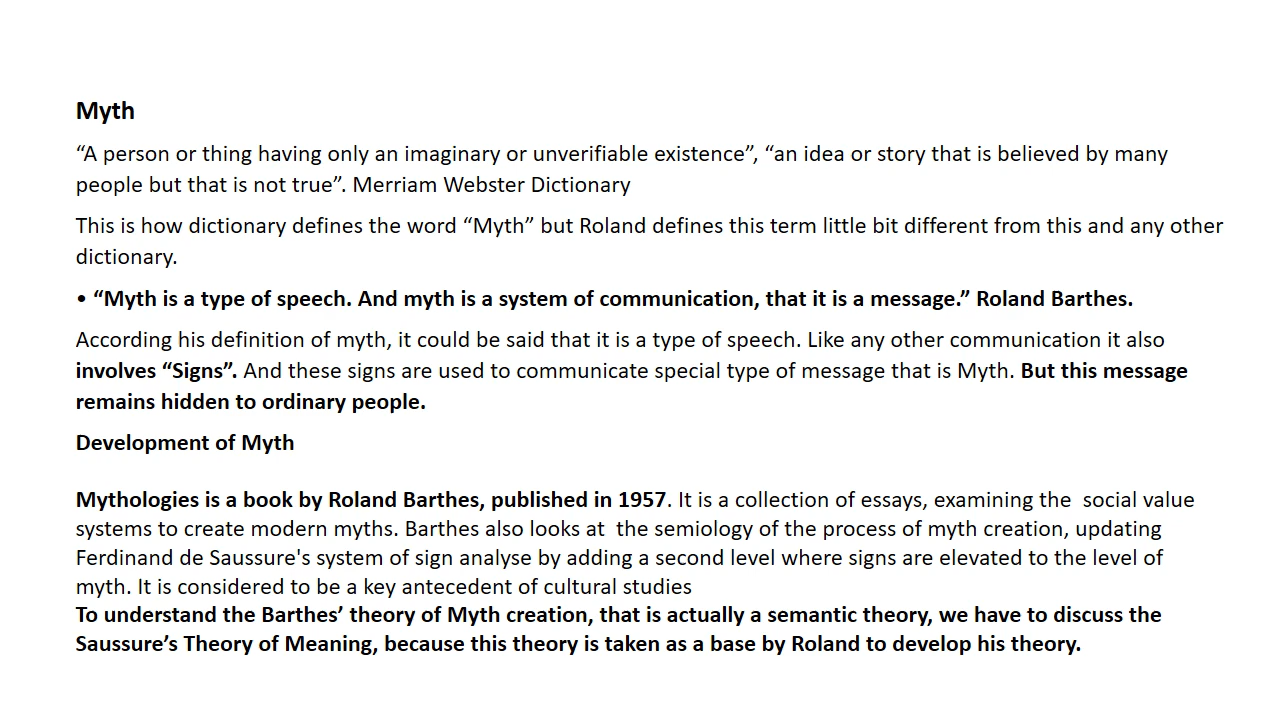 Myth
“A person or thing having only an imaginary or unverifiable existence”, “an idea or story that is believed by many
people but that is not true”. Merriam Webster Dictionary
This is how dictionary defines the word “Myth” but Roland defines this term little bit different from this and any other
dictionary.
• “Myth is a type of speech. And myth is a system of communication, that it is a message.” Roland Barthes.
According his definition of myth, it could be said that it is a type of speech. Like any other communication it also
involves “Signs”. And these signs are used to communicate special type of message that is Myth. But this message
remains hidden to ordinary people.
Development of Myth
Mythologies is a book by Roland Barthes, published in 1957. It is a collection of essays, examining the  social value
systems to create modern myths. Barthes also looks at  the semiology of the process of myth creation, updating
Ferdinand de Saussure's system of sign analyse by adding a second level where signs are elevated to the level of
myth. It is considered to be a key antecedent of cultural studies
To understand the Barthes’ theory of Myth creation, that is actually a semantic theory, we have to discuss the
Saussure’s Theory of Meaning, because this theory is taken as a base by Roland to develop his theory.